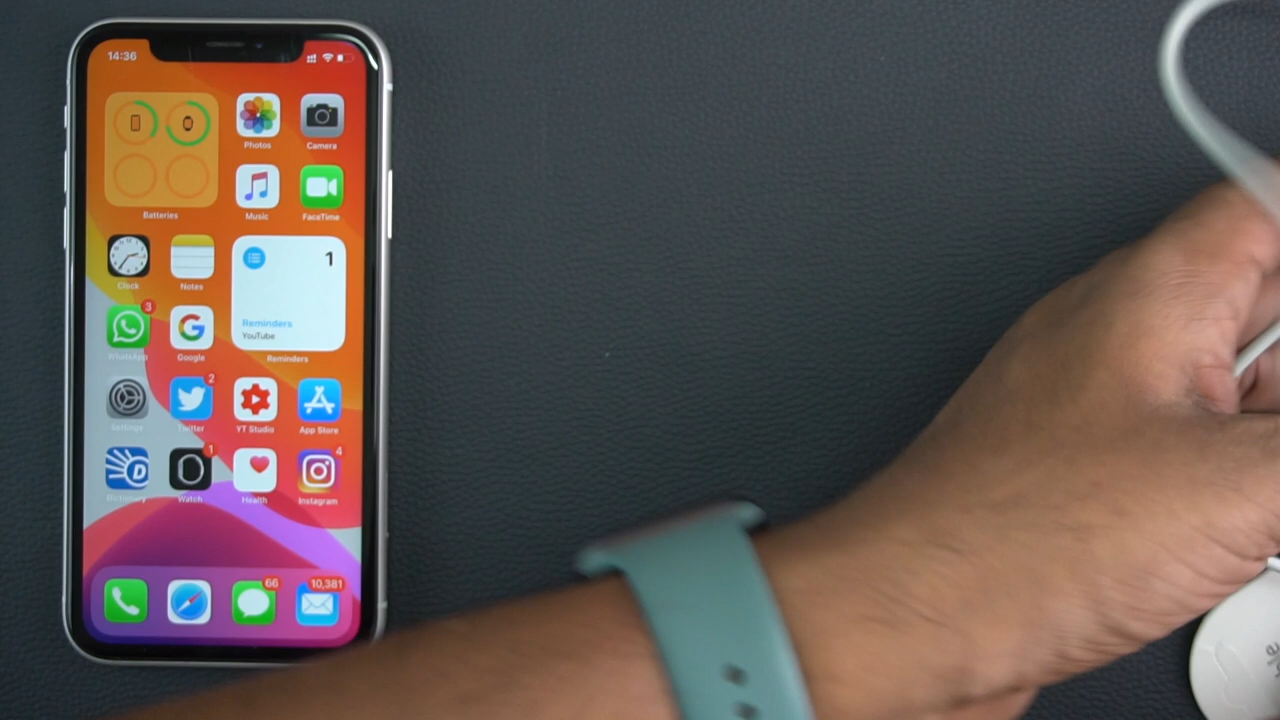 14:36
Photos
Camera
Batteries
Music
FaceTime
Clock
Notes
1
Reminders
YouTube
Reminders
3
WhatsApp
Google
2
Settings
Twitter
YT Studio
App Store
1
4
Dictionary
Watch
Health
Instagram
66
10,381